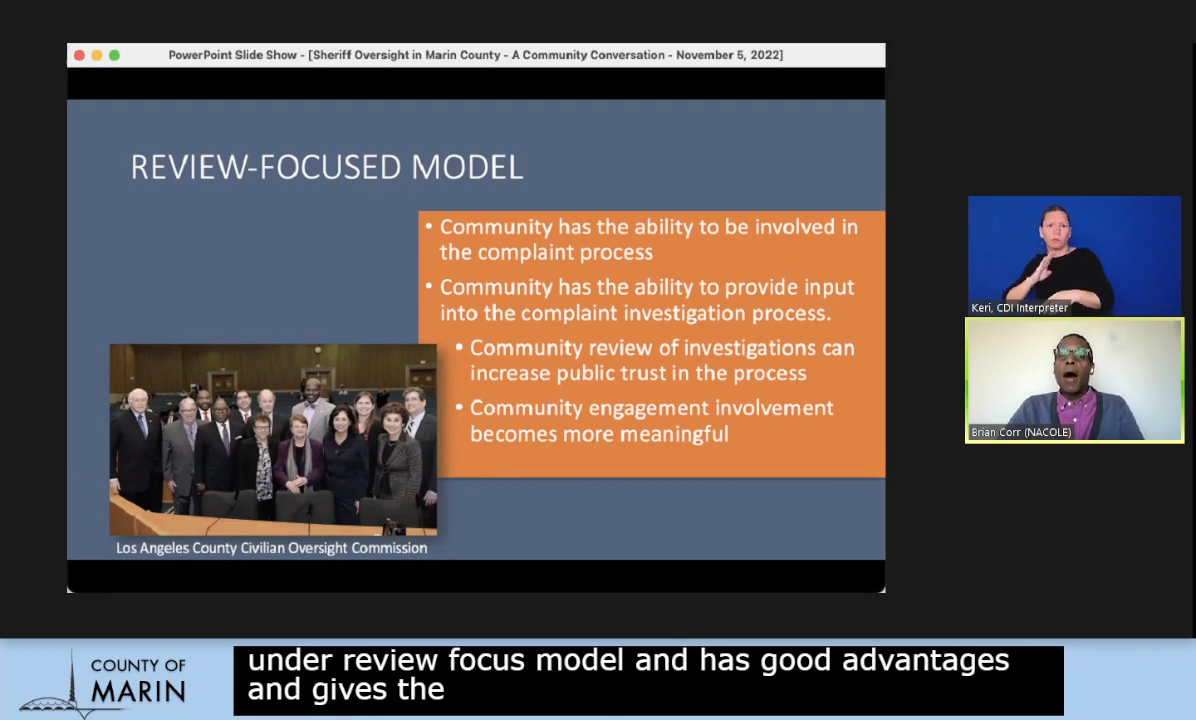 PowerPoint Slide Show - [Sheriff Oversight in Marin County - A Community Conversation - November 5, 2022]
REVIEW-FOCUSED MODEL
• Community has the ability to be involved in
the complaint process
• Community has the ability to provide input
into the complaint investigation process.
• Community review of investigations can
increase public trust in the process
• Community engagement involvement
becomes more meaningful
Los Angeles County Civilian Oversight Commission
Keri, CDI Interpreter
Brian Corr (NACOLE)
COUNTY OF
MARIN
under review focus model and has good advantages
and gives the